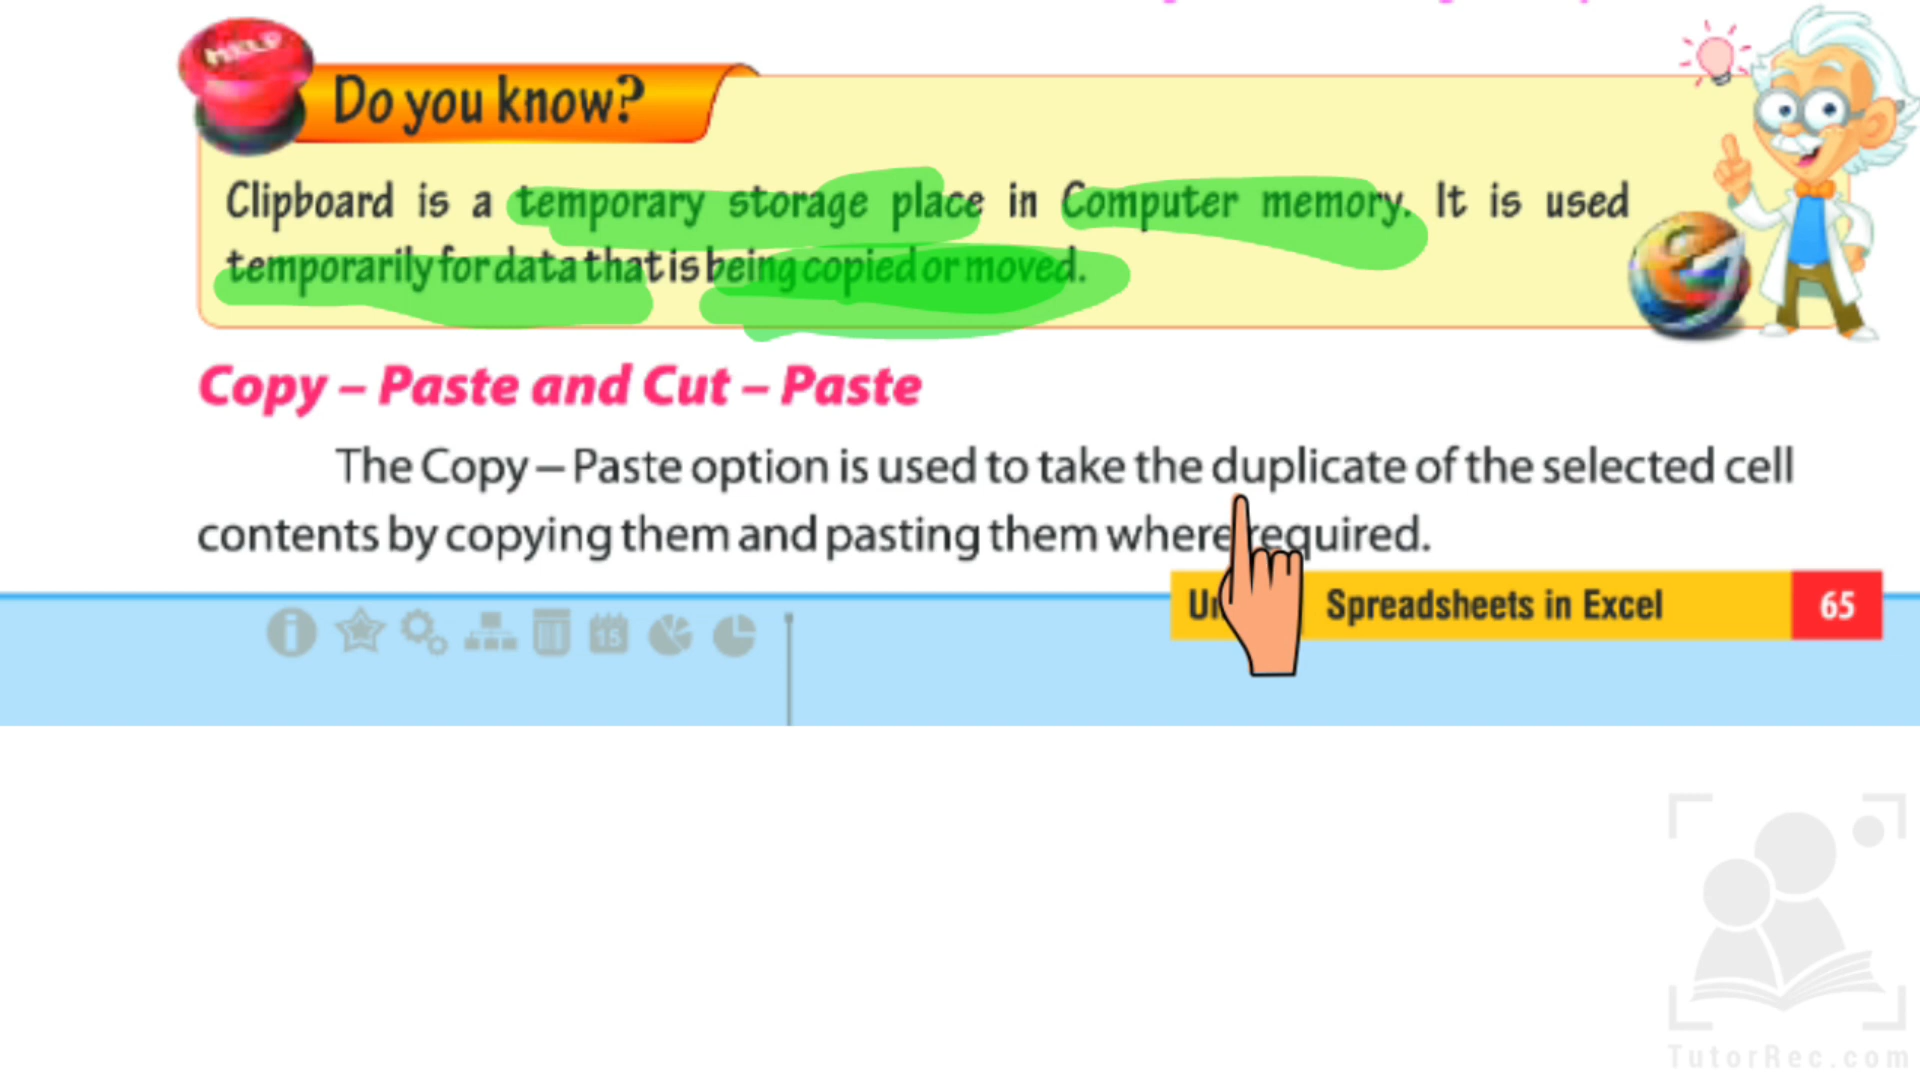 HELP
Do you know?
Clipboard is a temporary storage place in Computer memory. It is used
temporarily for data that is being copied or moved.
Copy – Paste and Cut – Paste
The Copy – Paste option is used to take the duplicate of the selected cell
contents by copying them and pasting them where required.
Spreadsheets in Excel 65
15
TutorRec.com